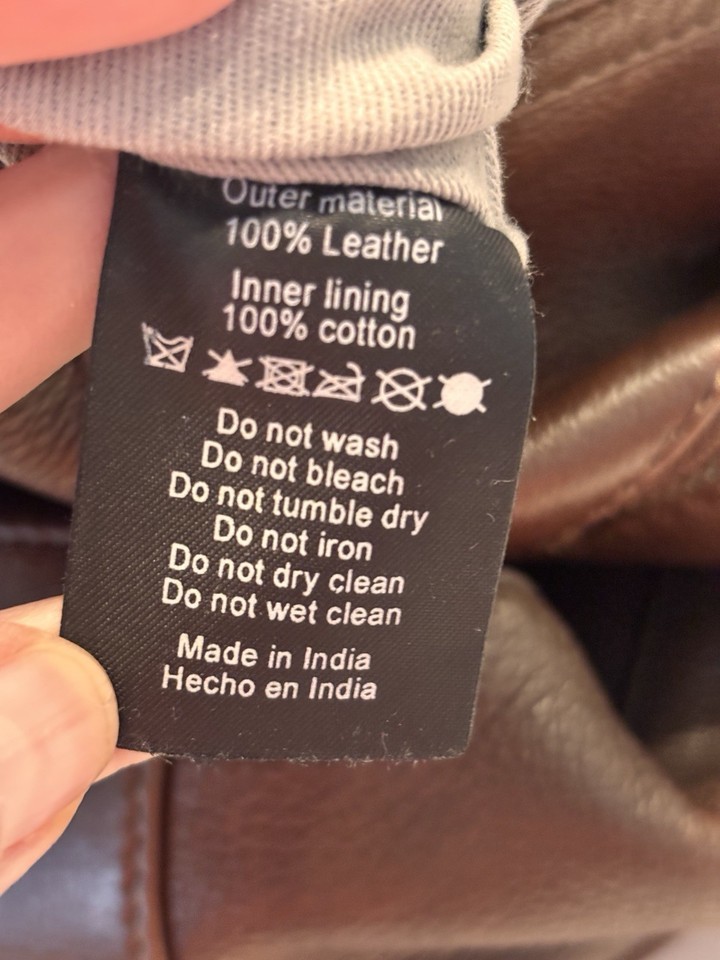 Outer material
100% Leather
Inner lining
100% cotton
Do not wash
Do not bleach
Do not tumble dry
Do not iron
Do not dry clean
Do not wet clean
Made in India
Hecho en India